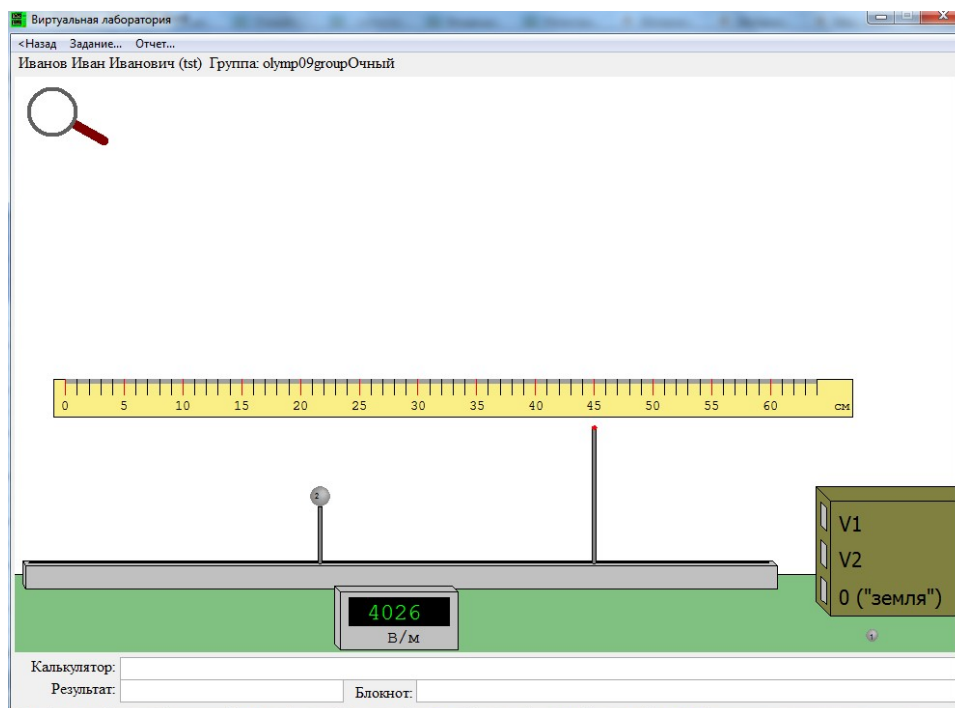 Виртуальная лаборатория
<Назад Задание... Отчет...
Иванов Иван Иванович (tst) Группа: olymp09groupОчный
0 5 10 15 20 25 30 35 40 45 50 55 60 см
2
V1
V2
0 ("земля")
4026
В/м
1
Калькулятор:
Результат: Блокнот: